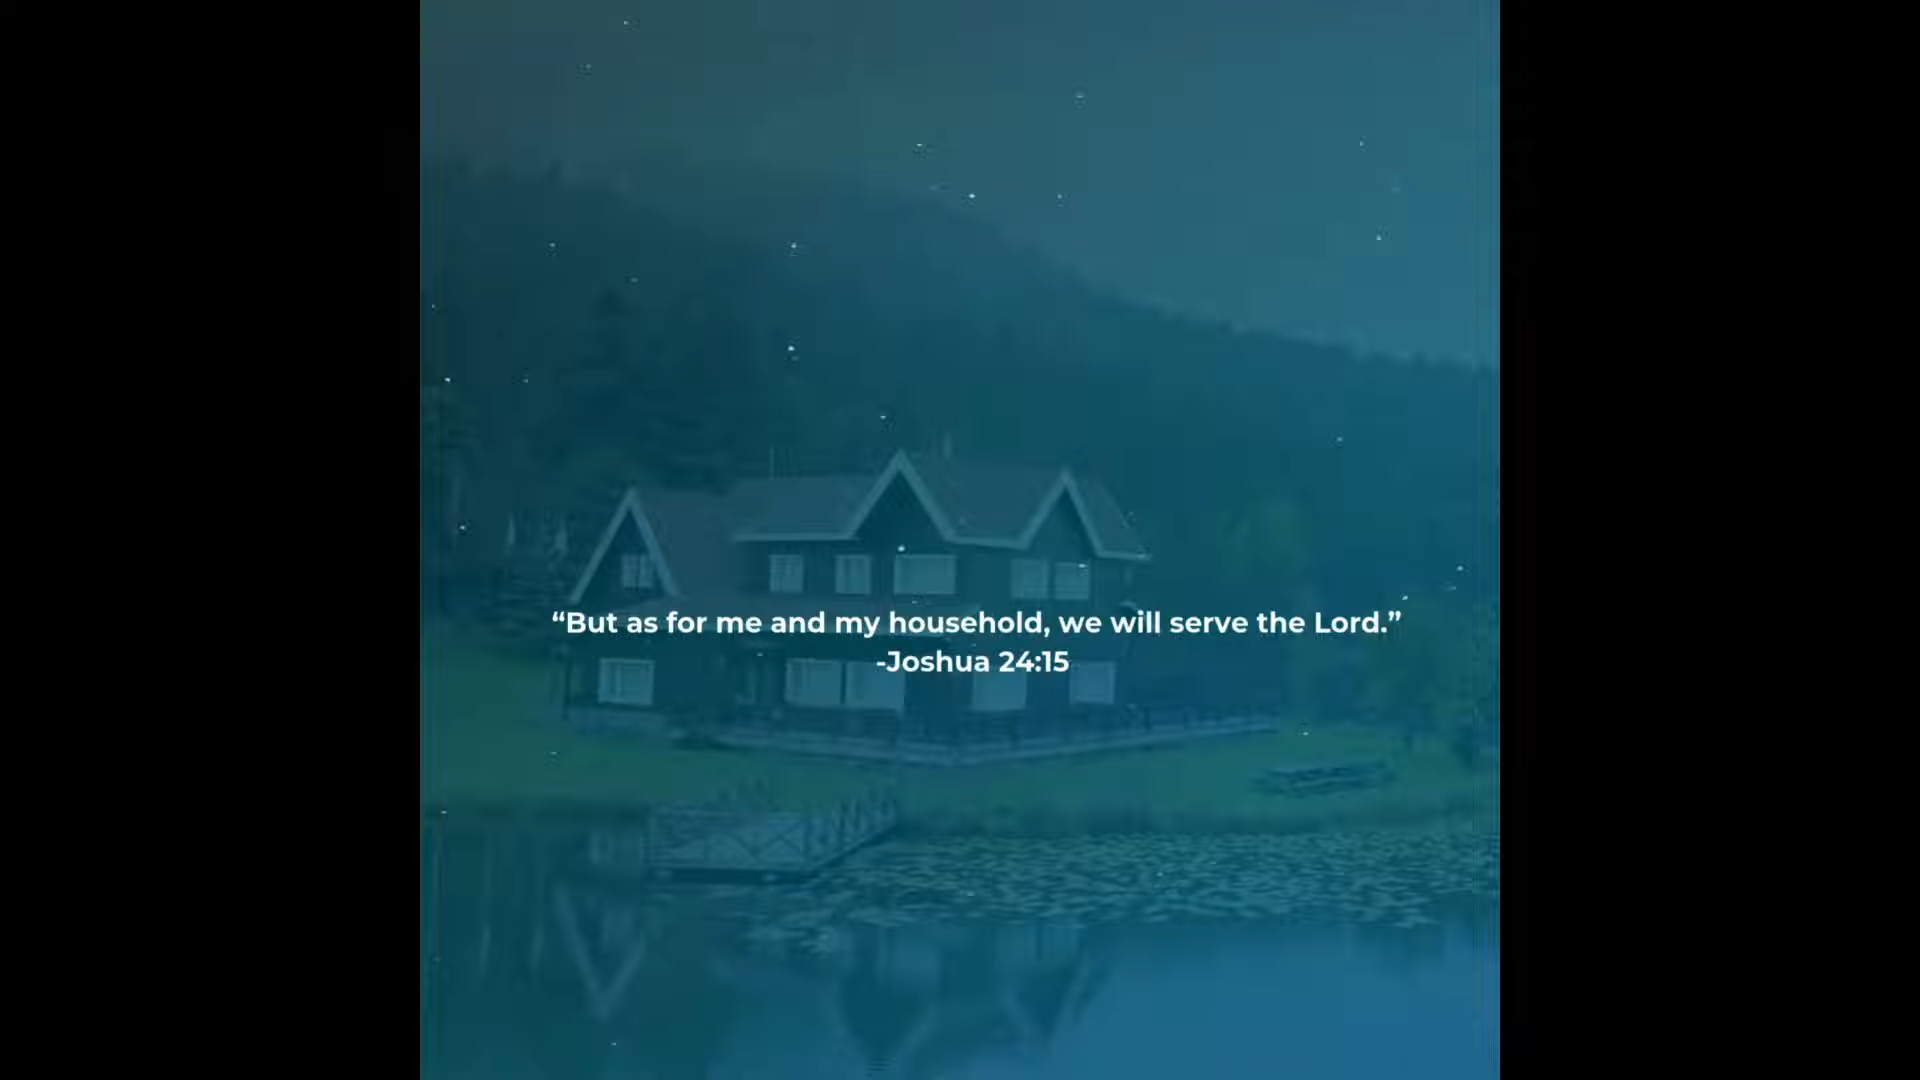 “But as for me and my household, we will serve the Lord.”
-Joshua 24:15